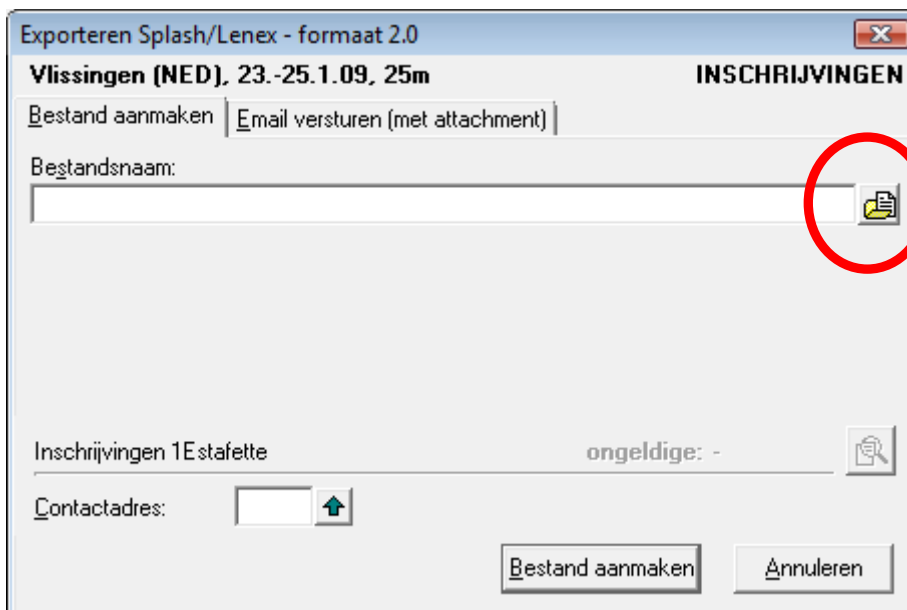 Exporteren Splash/Lenex - formaat 2.0
Vlissingen (NED), 23.-25.1.09, 25m INSCHRIJVINGEN
Bestand aanmaken Email versturen (met attachment)
Bestandsnaam:
Inschrijvingen 1Estafette ongeldige: -
Contactadres:
Bestand aanmaken Annuleren